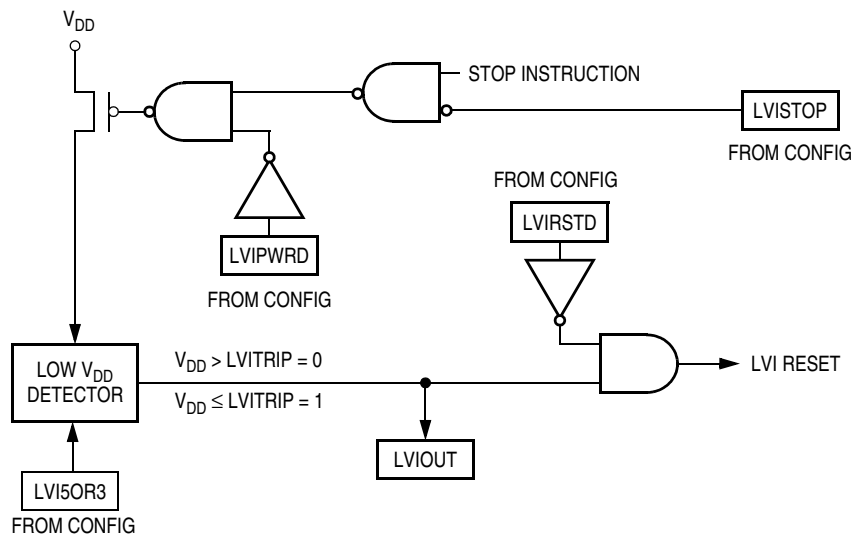 VDD
STOP INSTRUCTION
LVISTOP
FROM CONFIG
FROM CONFIG
LVIRSTD
LVIPWRD
FROM CONFIG
LOW VDD
DETECTOR
VDD > LVITRIP = 0
VDD ≤ LVITRIP = 1
LVI RESET
LVIOUT
LVI5OR3
FROM CONFIG